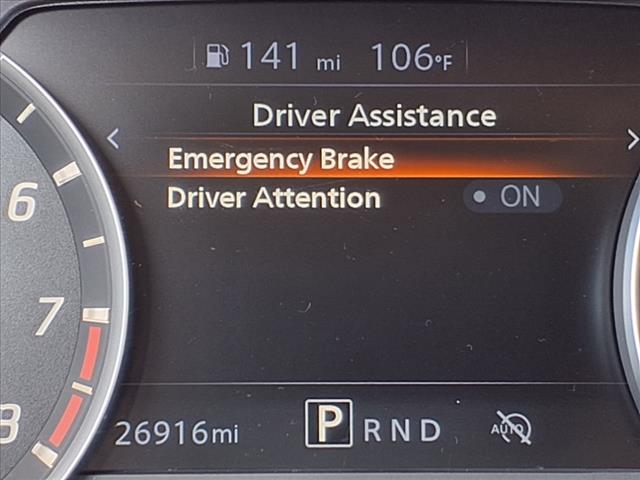 141 mi 106°F
Driver Assistance
Emergency Brake
Driver Attention ON
6
7
8
26916mi P R N D AUTO